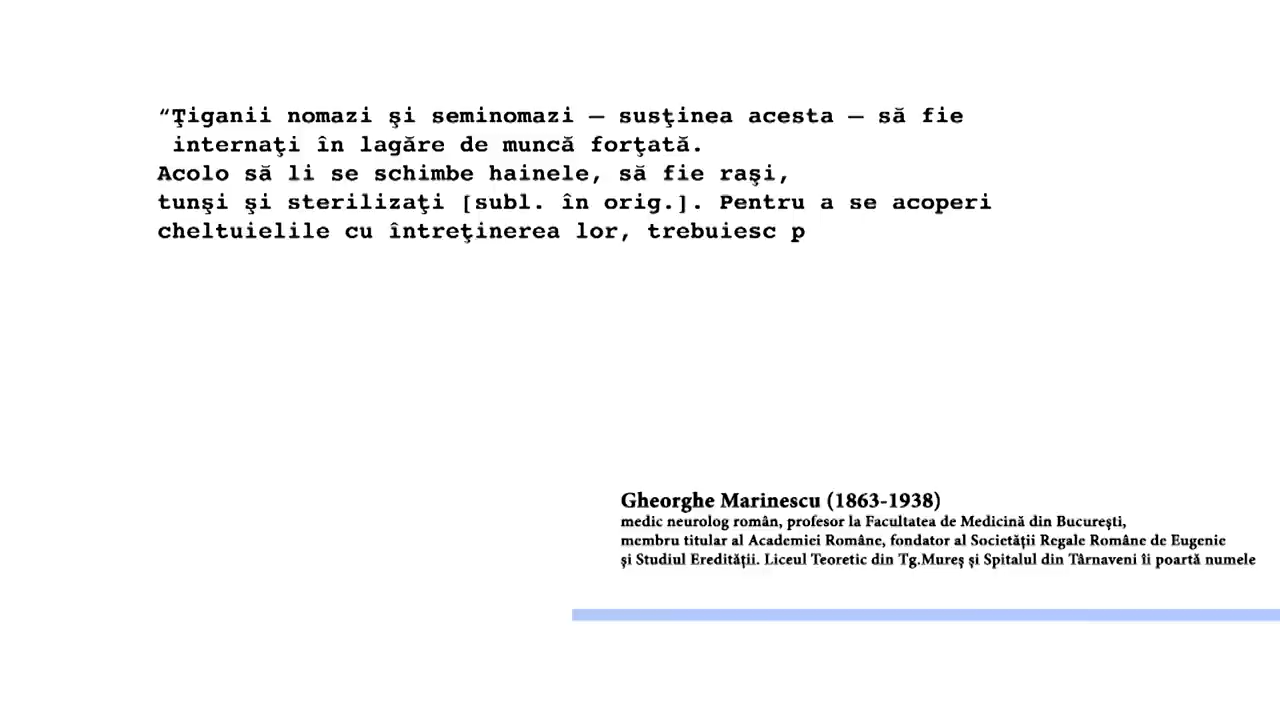 “Ţiganii nomazi şi seminomazi – susţinea acesta – să fie
internaţi în lagăre de muncă forţată.
Acolo să li se schimbe hainele, să fie raşi,
tunşi şi sterilizaţi [subl. în orig.]. Pentru a se acoperi
cheltuielile cu întreţinerea lor, trebuiesc p
Gheorghe Marinescu (1863-1938)
medic neurolog român, profesor la Facultatea de Medicină din Bucureşti,
membru titular al Academiei Române, fondator al Societăţii Regale Române de Eugenie
şi Studiul Eredităţii. Liceul Teoretic din Tg.Mureş şi Spitalul din Târnaveni îi poartă numele